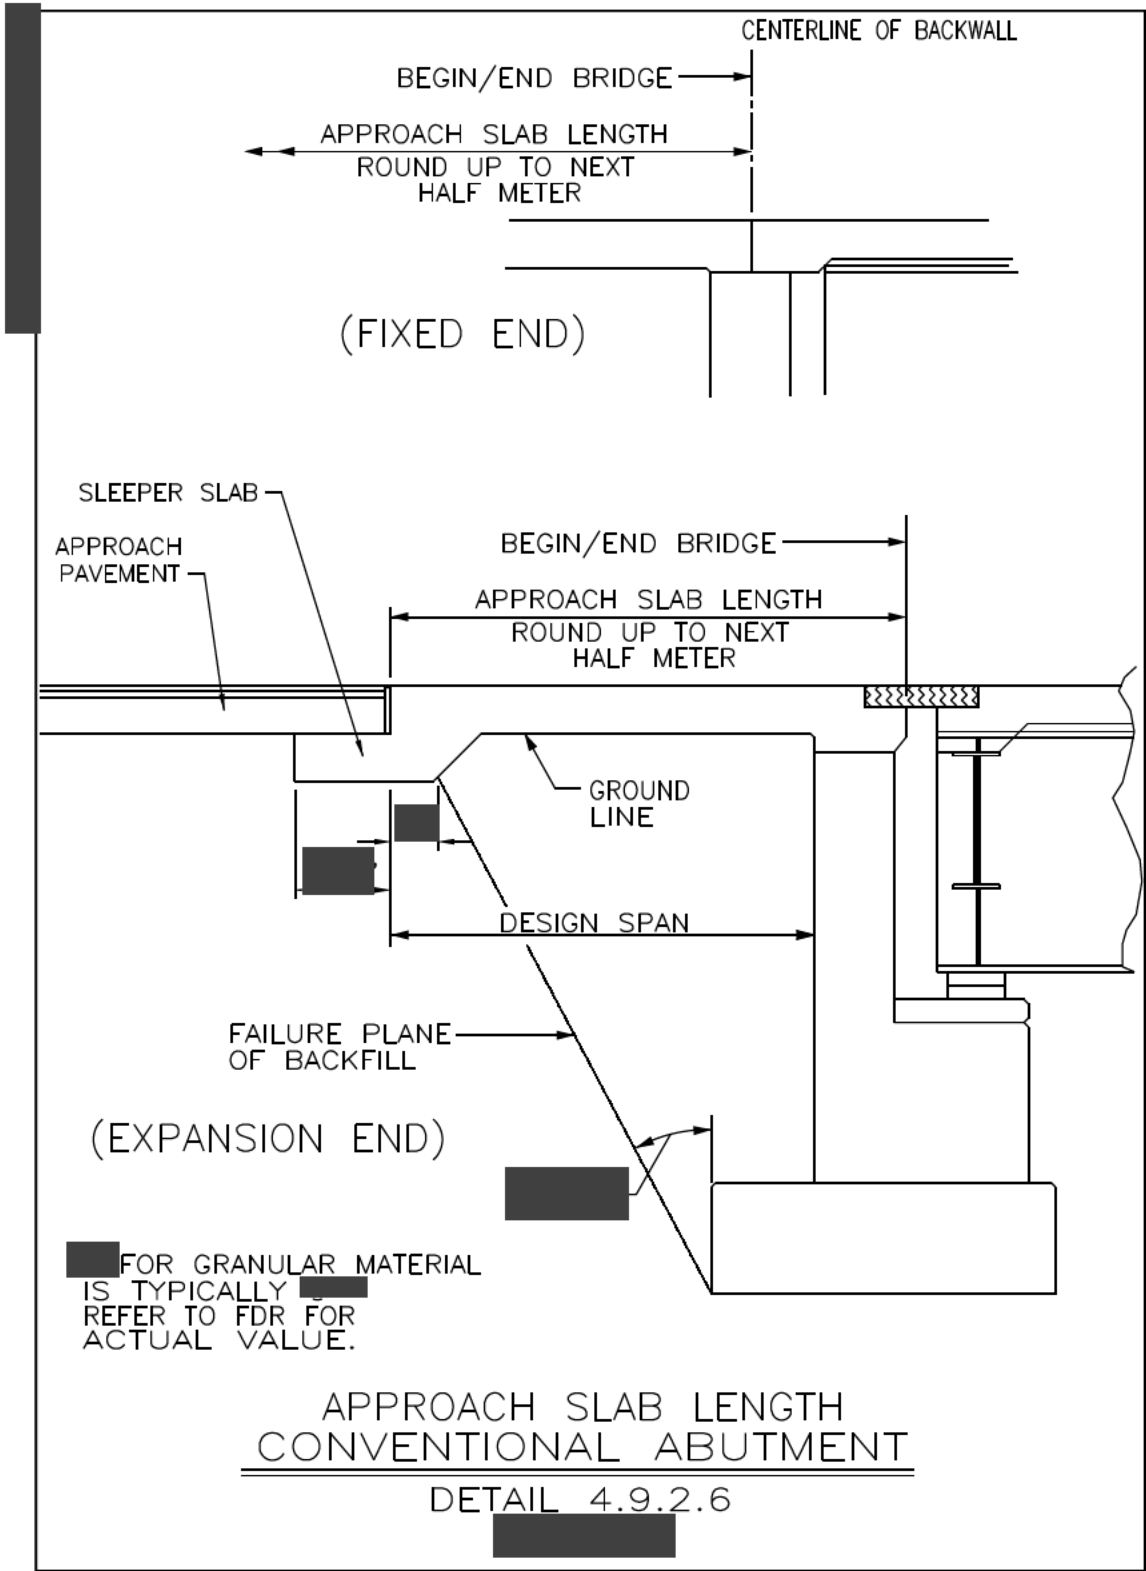 CENTERLINE OF BACKWALL
BEGIN/END BRIDGE
APPROACH SLAB LENGTH
ROUND UP TO NEXT
HALF METER
(FIXED END)
SLEEPER SLAB
APPROACH
PAVEMENT
BEGIN/END BRIDGE
APPROACH SLAB LENGTH
ROUND UP TO NEXT
HALF METER
GROUND
LINE
DESIGN SPAN
FAILURE PLANE
OF BACKFILL
(EXPANSION END)
FOR GRANULAR MATERIAL
IS TYPICALLY
REFER TO FDR FOR
ACTUAL VALUE.
APPROACH SLAB LENGTH
CONVENTIONAL ABUTMENT
DETAIL 4.9.2.6